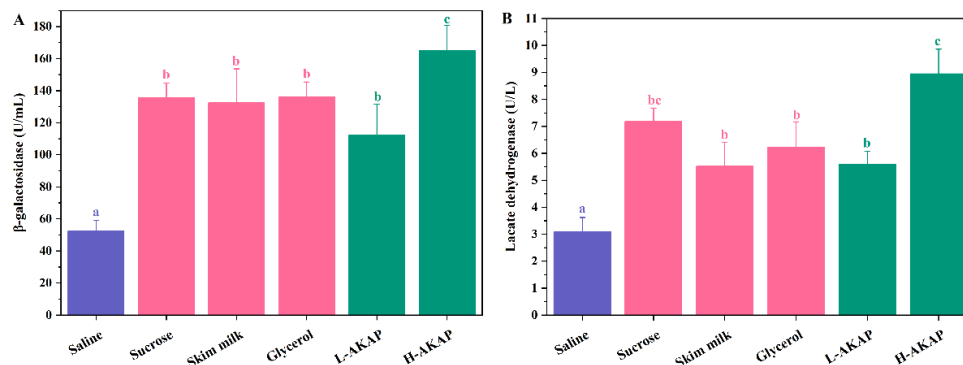 A
β-galactosidase (U/mL)
180
160
140
120
100
80
60
40
20
0
a
b
b
b
b
c
Saline
Sucrose
Skim milk
Glycerol
L-AKAP
H-AKAP
B
Lacate dehydrogenase (U/L)
11
10
9
8
7
6
5
4
3
2
1
0
a
bc
b
b
b
c
Saline
Sucrose
Skim milk
Glycerol
L-AKAP
H-AKAP